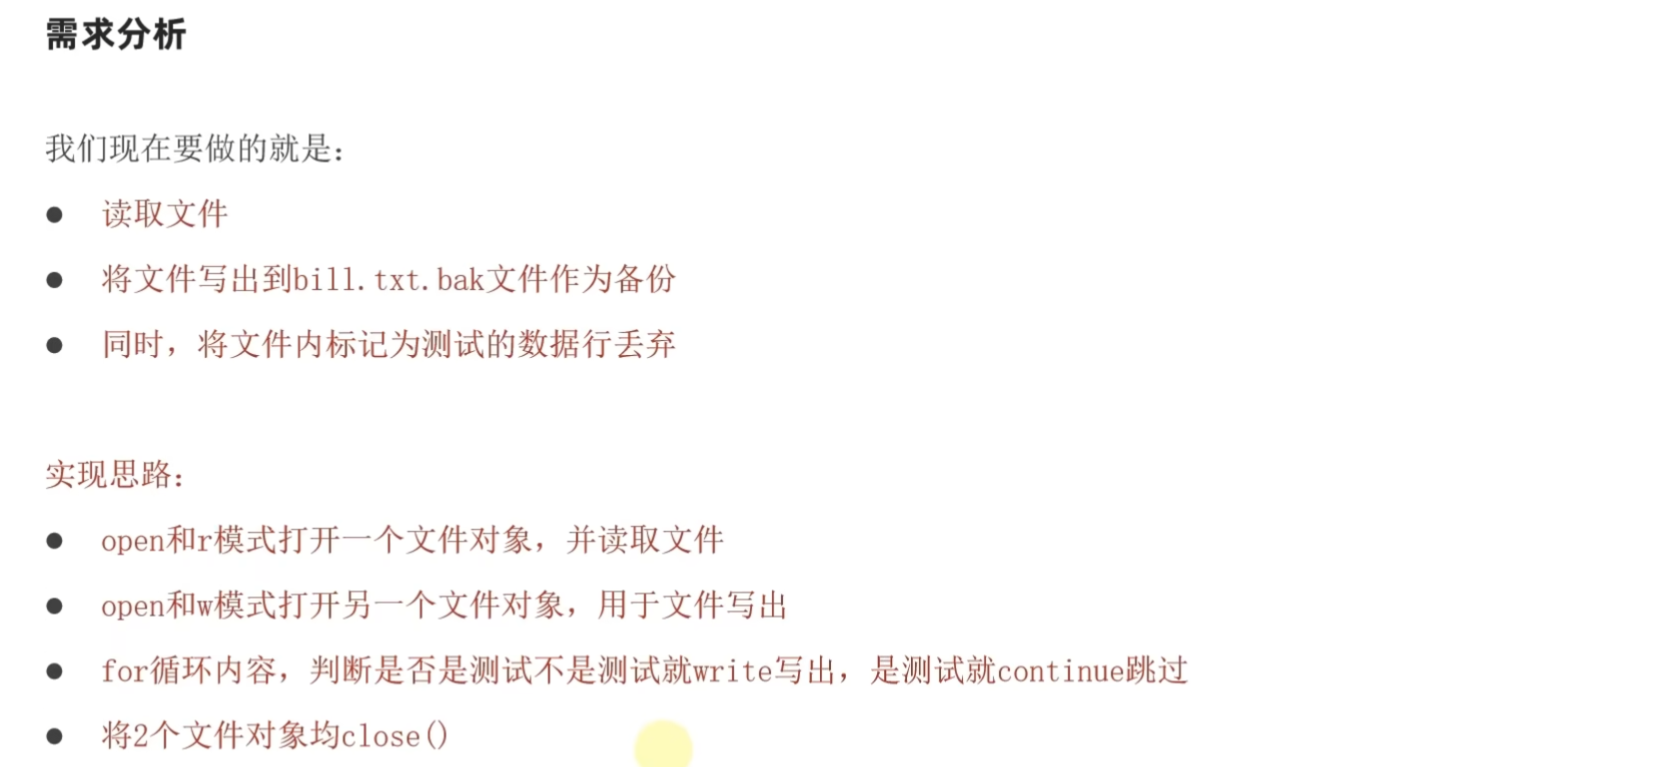 需求分析
我们现在要做的就是：
● 读取文件
● 将文件写出到bill.txt.bak文件作为备份
● 同时，将文件内标记为测试的数据行丢弃
实现思路：
● open和r模式打开一个文件对象，并读取文件
● open和w模式打开另一个文件对象，用于文件写出
● for循环内容，判断是否是测试不是测试就write写出，是测试就continue跳过
● 将2个文件对象均close()